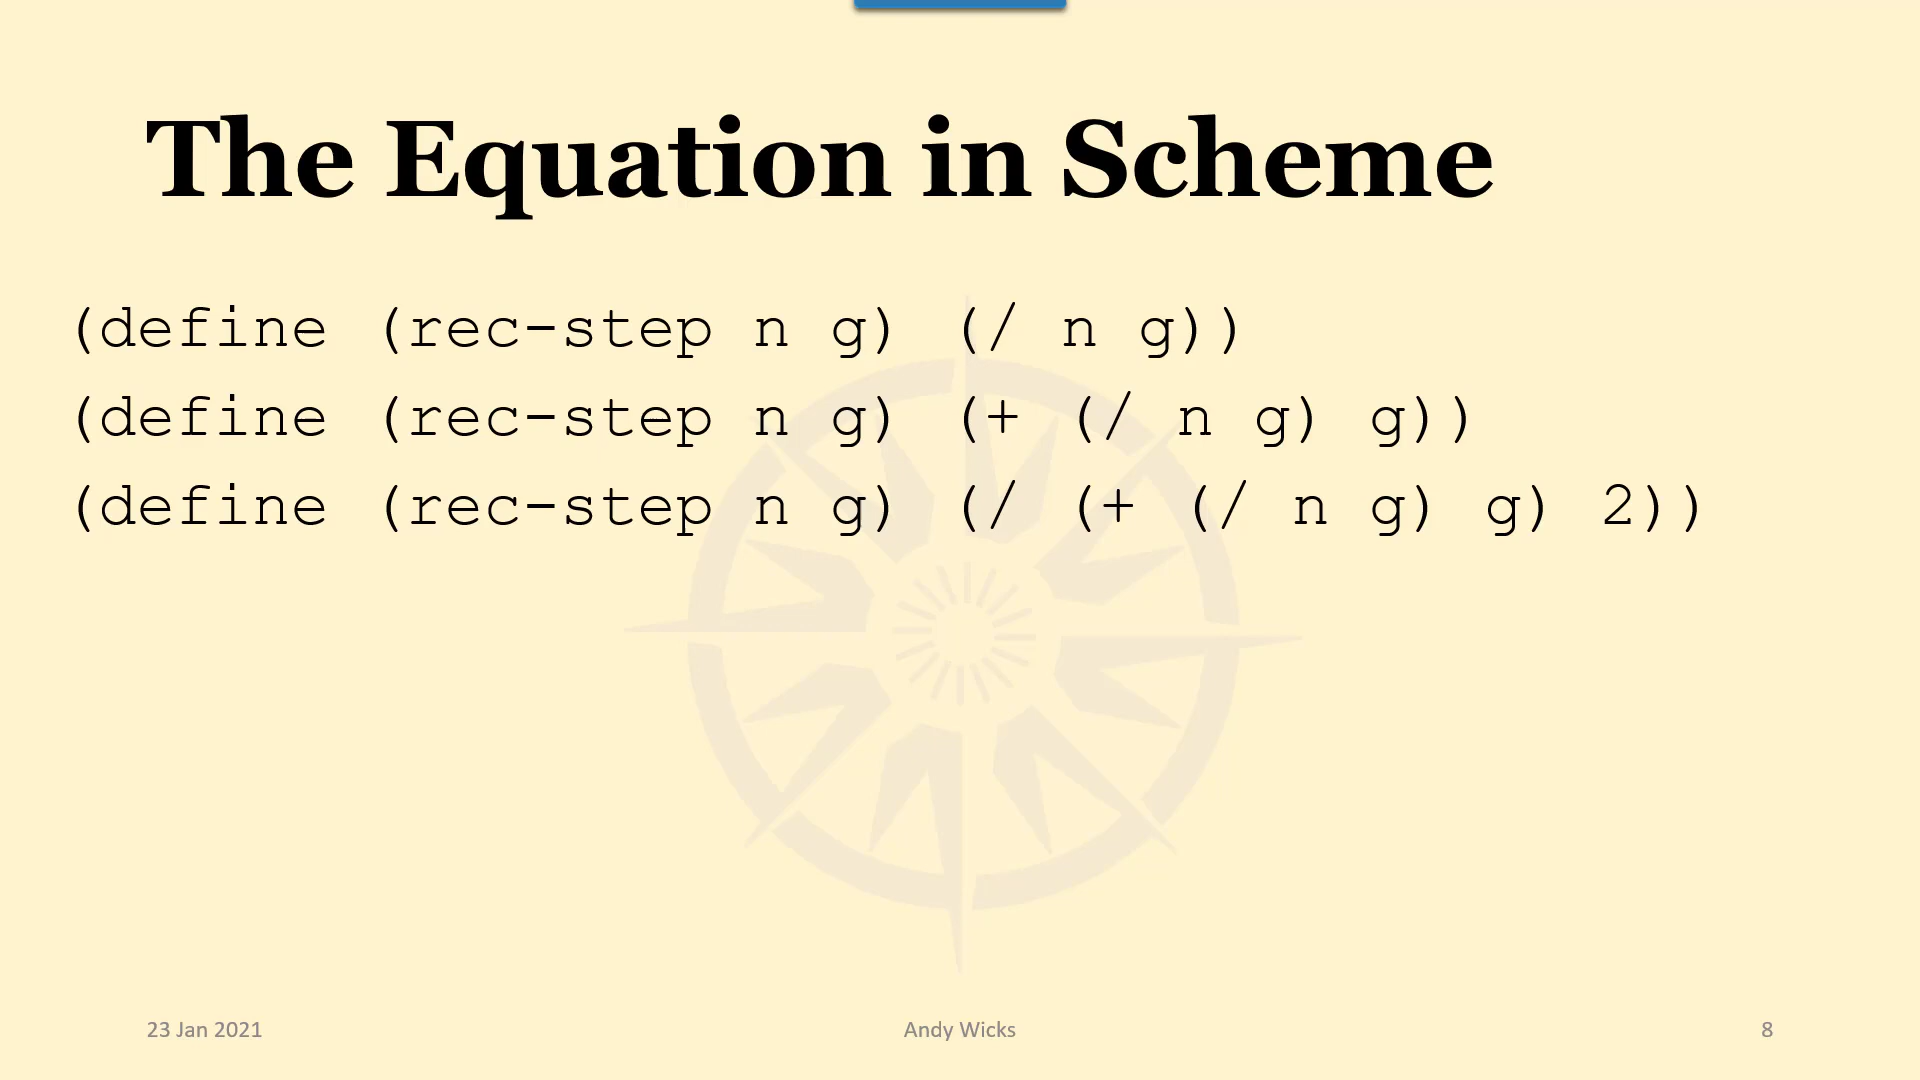 The Equation in Scheme
(define (rec-step n g) (/ n g))
(define (rec-step n g) (+ (/ n g) g))
(define (rec-step n g) (/ (+ (/ n g) g) 2))
23 Jan 2021
Andy Wicks
8